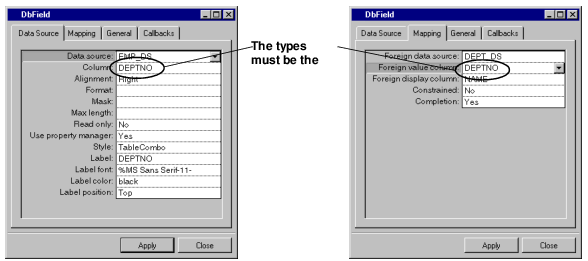 DbField
Data Source Mapping General Callbacks
Data source: EMP_DS
Column: DEPTNO
Alignment: Right
Format:
Mask:
Max length:
Read only: No
Use property manager: Yes
Style: TableCombo
Label: DEPTNO
Label font: %MS Sans Serif-11-
Label color: black
Label position: Top
Apply Close
The types
must be the
DbField
Data Source Mapping General Callbacks
Foreign data source: DEPT_DS
Foreign value column: DEPTNO
Foreign display column: NAME
Constrained: No
Completion: Yes
Apply Close